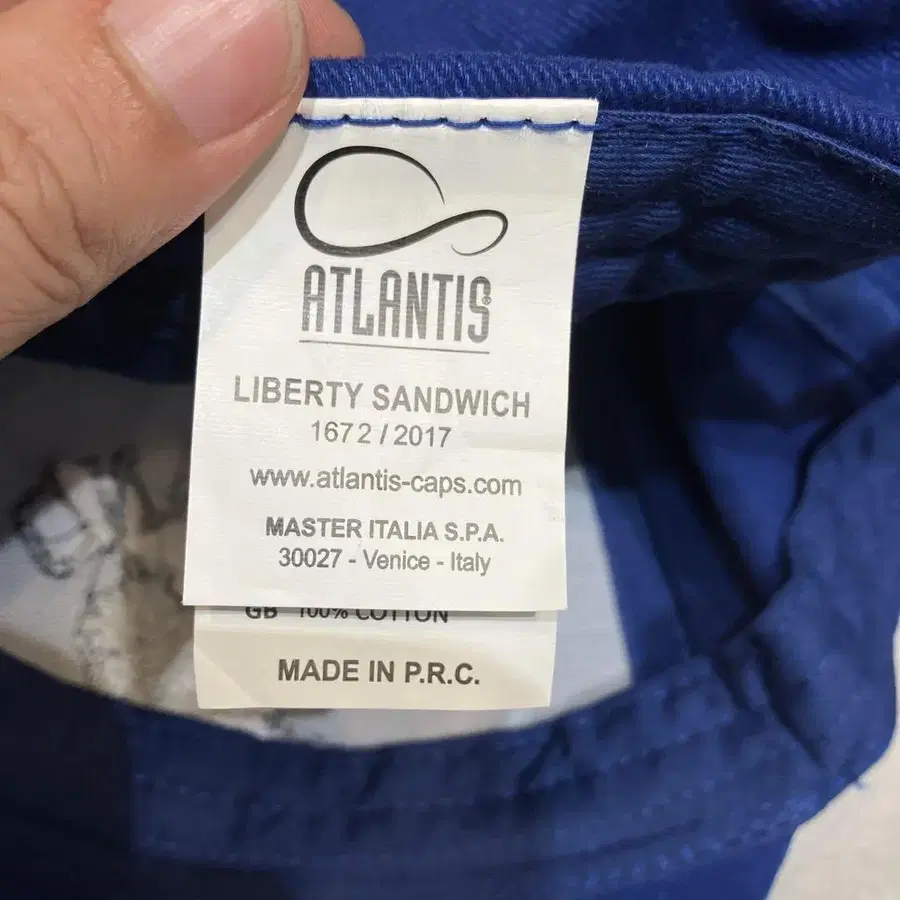 ATLANTIS®
LIBERTY SANDWICH
1672 / 2017
www.atlantis-caps.com
MASTER ITALIA S.P.A.
30027 - Venice - Italy
GB 100% COTTON
MADE IN P.R.C.